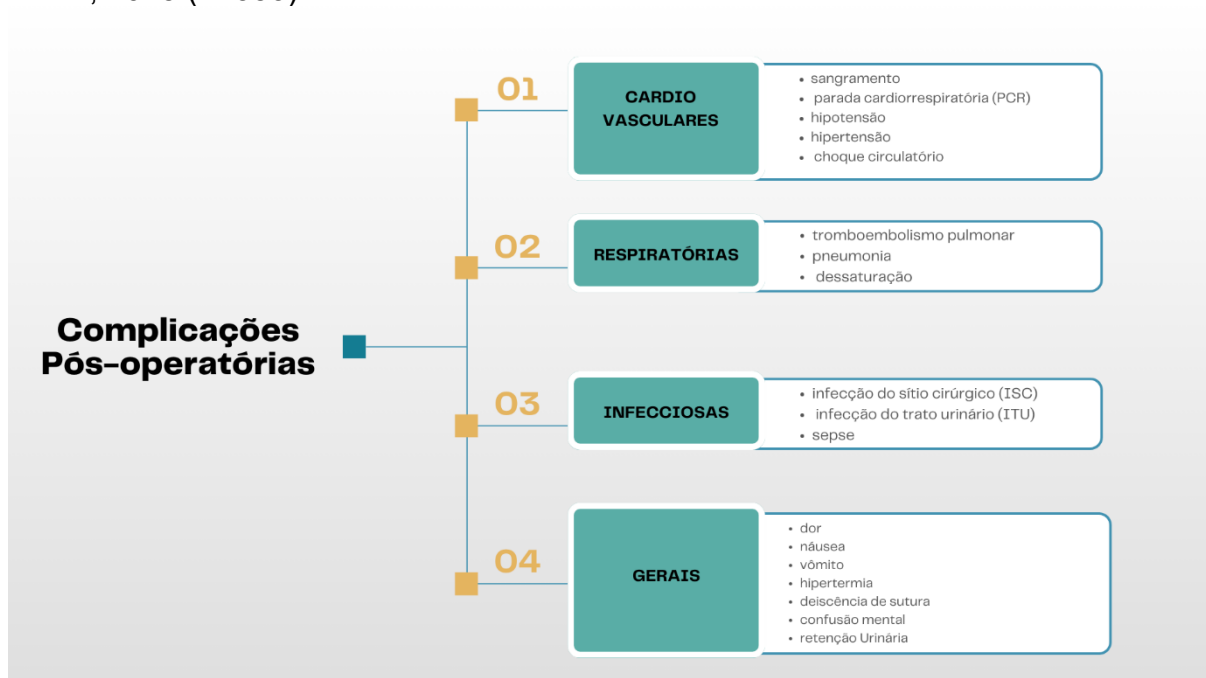 01
CARDIO
VASCULARES
• sangramento
• parada cardiorrespiratória (PCR)
• hipotensão
• hipertensão
• choque circulatório
02
RESPIRATÓRIAS
• tromboembolismo pulmonar
• pneumonia
• dessaturação
Complicações
Pós-operatórias
03
INFECCIOSAS
• infecção do sítio cirúrgico (ISC)
• infecção do trato urinário (ITU)
• sepse
04
GERAIS
• dor
• náusea
• vômito
• hipertermia
• deiscência de sutura
• confusão mental
• retenção Urinária